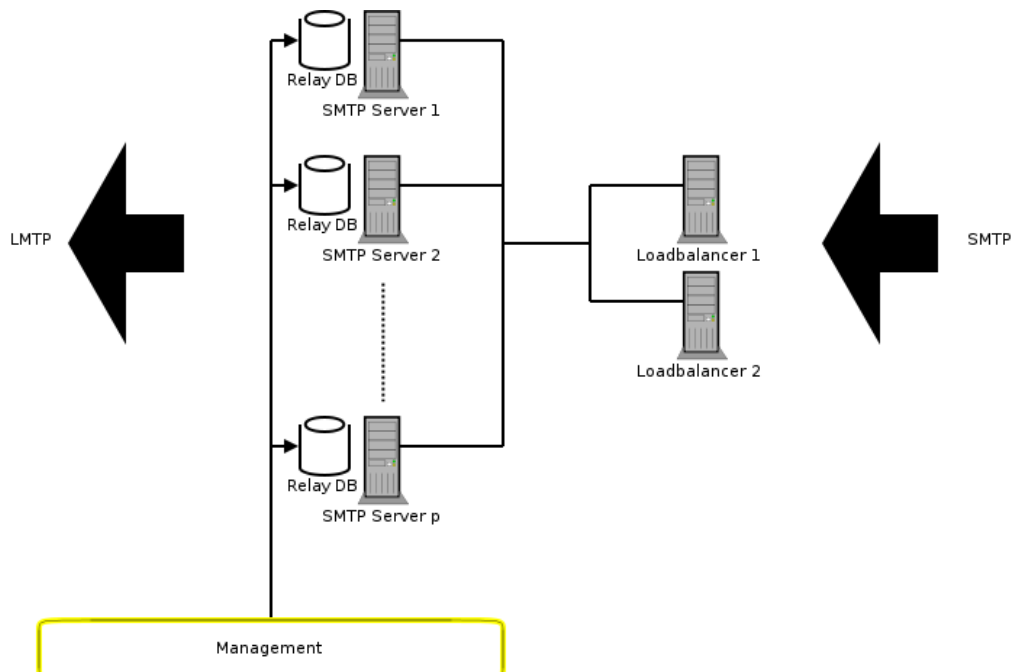 Relay DB
SMTP Server 1
Relay DB
SMTP Server 2
LMTP
Loadbalancer 1
SMTP
Loadbalancer 2
Relay DB
SMTP Server p
Management